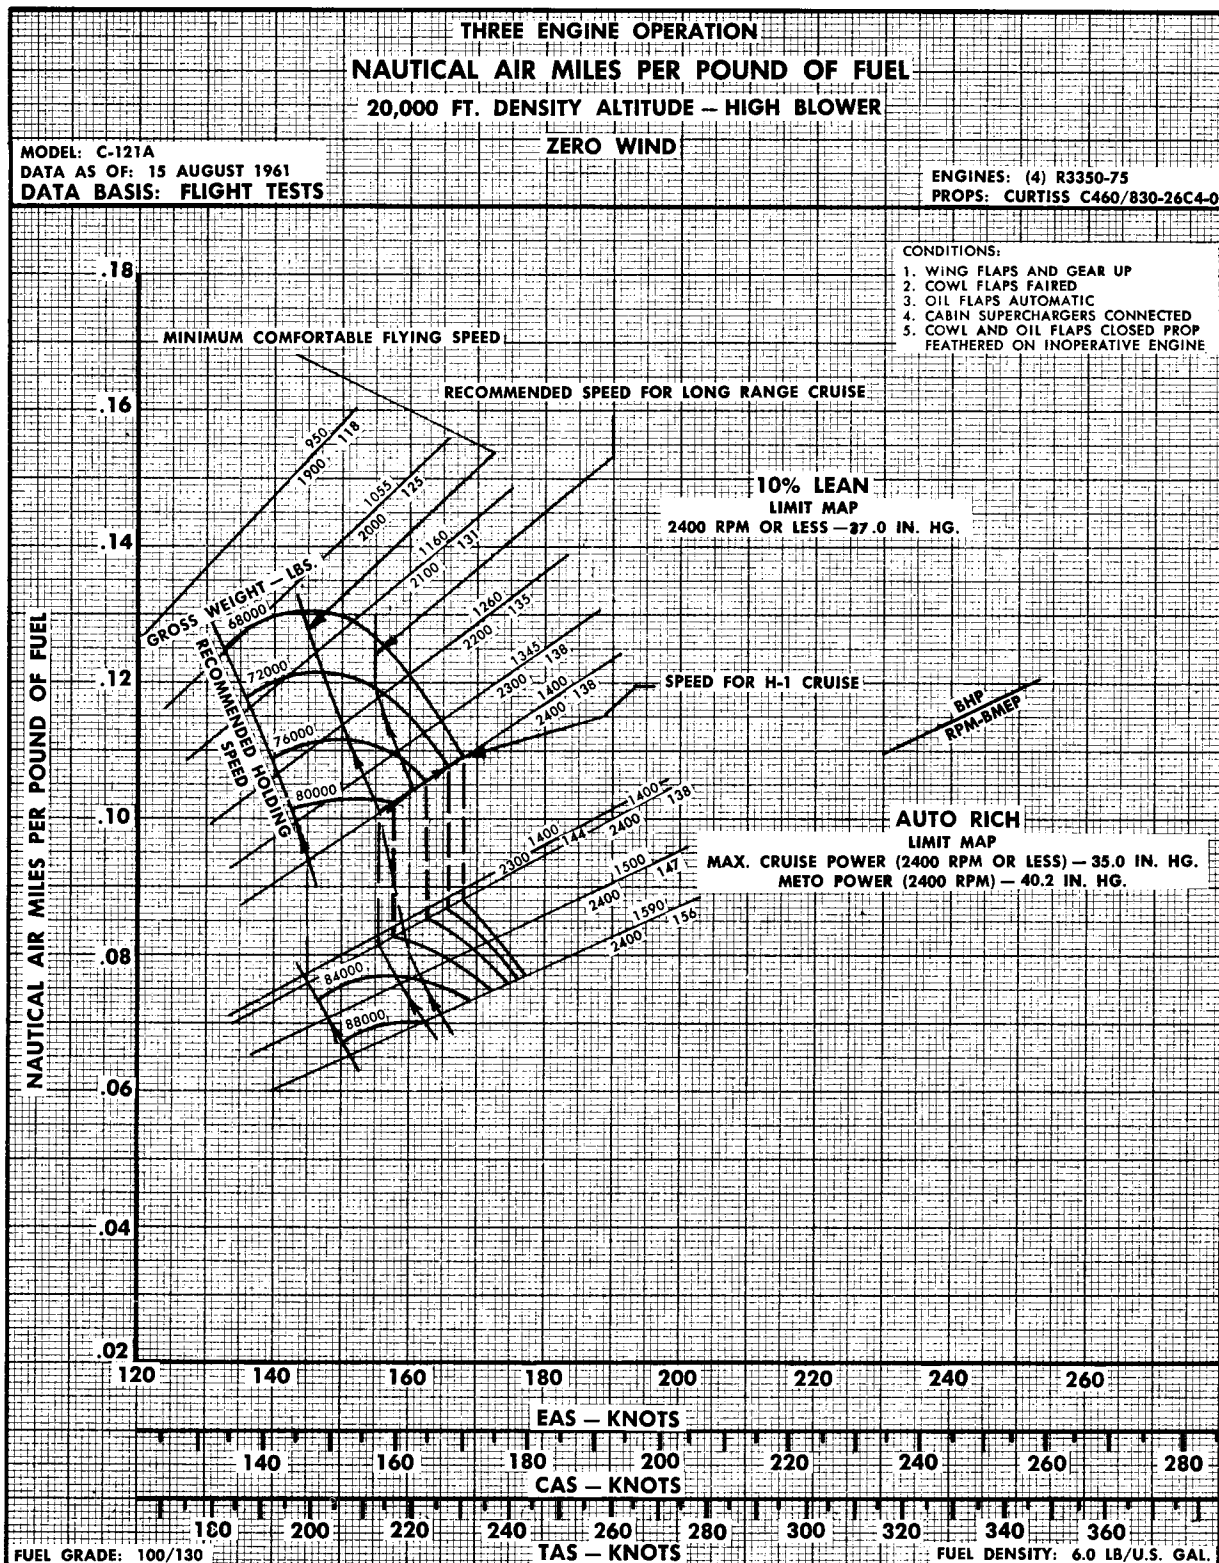 THREE ENGINE OPERATION
NAUTICAL AIR MILES PER POUND OF FUEL
20,000 FT. DENSITY ALTITUDE – HIGH BLOWER
ZERO WIND
MODEL: C-121A
DATA AS OF: 15 AUGUST 1961
DATA BASIS: FLIGHT TESTS
ENGINES: (4) R3350-75
PROPS: CURTISS C460/830-26C4-0
CONDITIONS:
1. WING FLAPS AND GEAR UP
2. COWL FLAPS FAIRED
3. OIL FLAPS AUTOMATIC
4. CABIN SUPERCHARGERS CONNECTED
5. COWL AND OIL FLAPS CLOSED PROP
FEATHERED ON INOPERATIVE ENGINE
.18
MINIMUM COMFORTABLE FLYING SPEED
RECOMMENDED SPEED FOR LONG RANGE CRUISE
.16
950
1900 118
1055
2000 125
1160
2100 131
1260
2200 135
1345
2300 138
1400
2400 138
10% LEAN
LIMIT MAP
2400 RPM OR LESS — 37.0 IN. HG.
.14
GROSS WEIGHT – LBS.
68000
72000
76000
80000
RECOMMENDED HOLDING
SPEED
.12
SPEED FOR H-1 CRUISE
BHP
RPM-BMEP
.10
1400
2300 144
1400
2400 138
1500
2400 147
1590
2400 156
AUTO RICH
LIMIT MAP
MAX. CRUISE POWER (2400 RPM OR LESS) — 35.0 IN. HG.
METO POWER (2400 RPM) — 40.2 IN. HG.
.08
84000
88000
.06
.04
.02
NAUTICAL AIR MILES PER POUND OF FUEL
120 140 160 180 200 220 240 260
EAS — KNOTS
140 160 180 200 220 240 260 280
CAS — KNOTS
180 200 220 240 260 280 300 320 340 360
TAS — KNOTS
FUEL GRADE: 100/130
FUEL DENSITY: 6.0 LB/U.S. GAL.